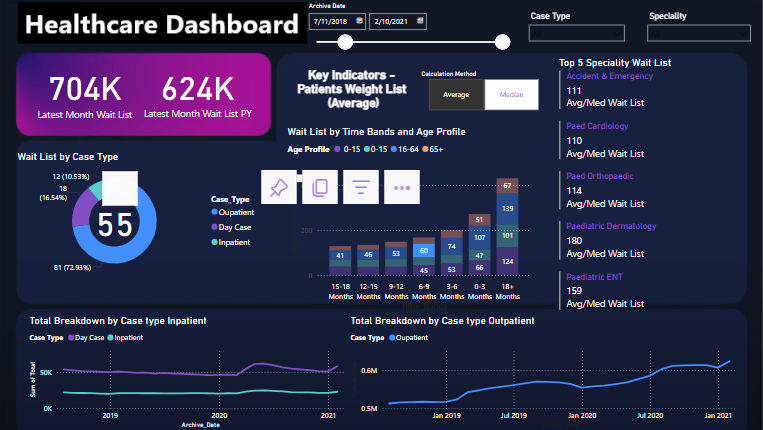 Healthcare Dashboard
Archive Date
7/11/2018
2/10/2021
Case Type
Speciality
704K
Latest Month Wait List
624K
Latest Month Wait List PY
Key Indicators –
Patients Weight List
(Average)
Calculation Method
Average
Median
Top 5 Speciality Wait List
Accident & Emergency
111
Avg/Med Wait List
Paed Cardiology
110
Avg/Med Wait List
Paed Orthopaedic
114
Avg/Med Wait List
Paediatric Dermatology
180
Avg/Med Wait List
Paediatric ENT
159
Avg/Med Wait List
Wait List by Case Type
12 (10.53%)
18
(16.54%)
55
81 (72.93%)
Case_Type
Oupatient
Day Case
Inpatient
Wait List by Time Bands and Age Profile
Age Profile 0-15 0-15 16-64 65+
200
0
41
46
53
60
45
74
53
51
107
47
66
67
139
101
124
15-18 Months
12-15 Months
9-12 Months
6-9 Months
3-6 Months
0-3 Months
18+ Months
Total Breakdown by Case type Inpatient
Case Type Day Case Inpatient
Sum of Total
50K
0K
2019
2020
2021
Archive_Date
Total Breakdown by Case type Outpatient
Case Type Oupatient
0.6M
0.5M
Jan 2019
Jul 2019
Jan 2020
Jul 2020
Jan 2021